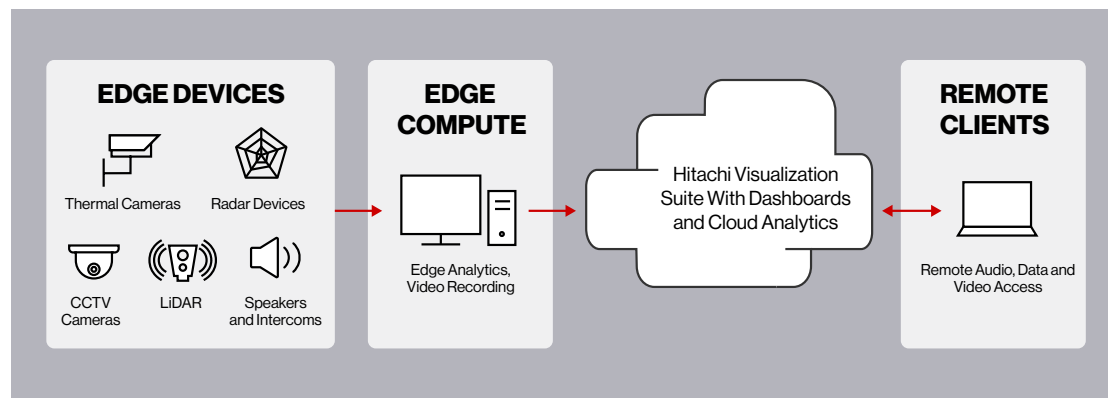 EDGE DEVICES
Thermal Cameras
Radar Devices
CCTV
Cameras
LiDAR
Speakers
and Intercoms
EDGE
COMPUTE
Edge Analytics,
Video Recording
Hitachi Visualization
Suite With Dashboards
and Cloud Analytics
REMOTE
CLIENTS
Remote Audio, Data and
Video Access